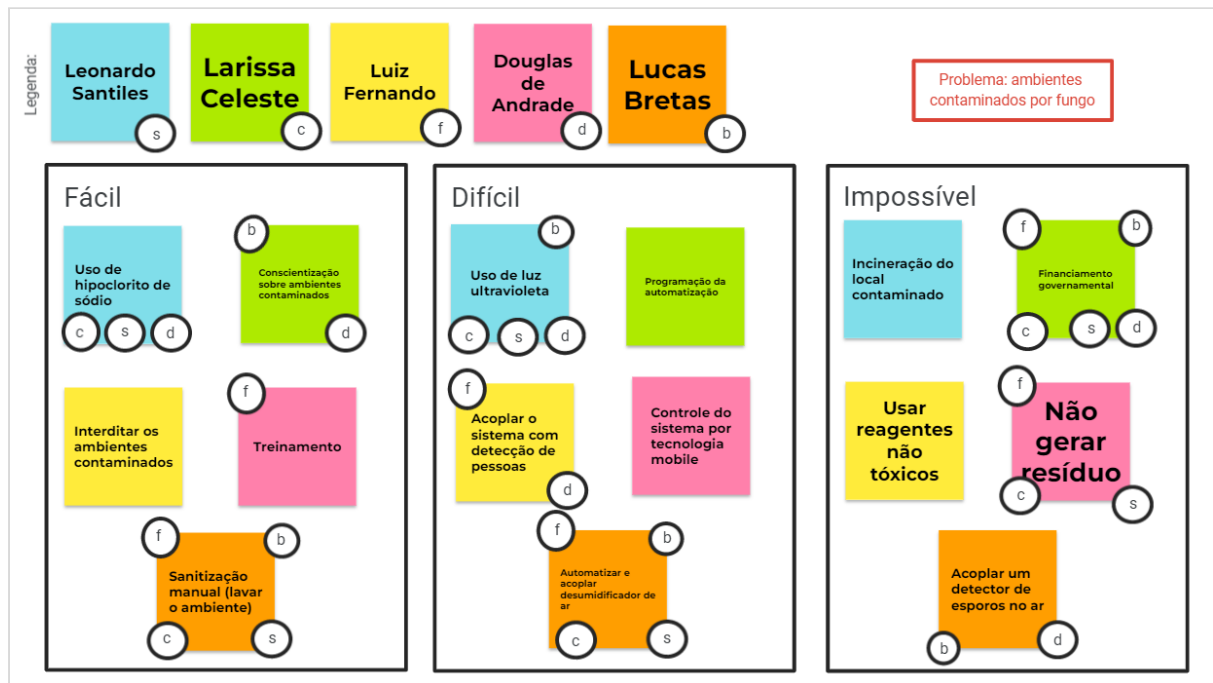 Legenda:
Leonardo
Santiles
s
Larissa
Celeste
c
Luiz
Fernando
f
Douglas
de
Andrade
d
Lucas
Bretas
b
Problema: ambientes
contaminados por fungo
Fácil
Uso de
hipoclorito de
sódio
c s d
b
Conscientização
sobre ambientes
contaminados
d
Interditar os
ambientes
contaminados
f
Treinamento
f b
Sanitização
manual (lavar
o ambiente)
c s
Difícil
b
Uso de luz
ultravioleta
c s d
Programação da
automatização
f
Acoplar o
sistema com
detecção de
pessoas
d
Controle do
sistema por
tecnologia
mobile
f b
Automatizar e
acoplar
desumidificador de
ar
c s
Impossível
Incineração do
local
contaminado
f b
Financiamento
governamental
c s d
Usar
reagentes
não
tóxicos
f
Não
gerar
resíduo
c s
Acoplar um
detector de
esporos no ar
b d